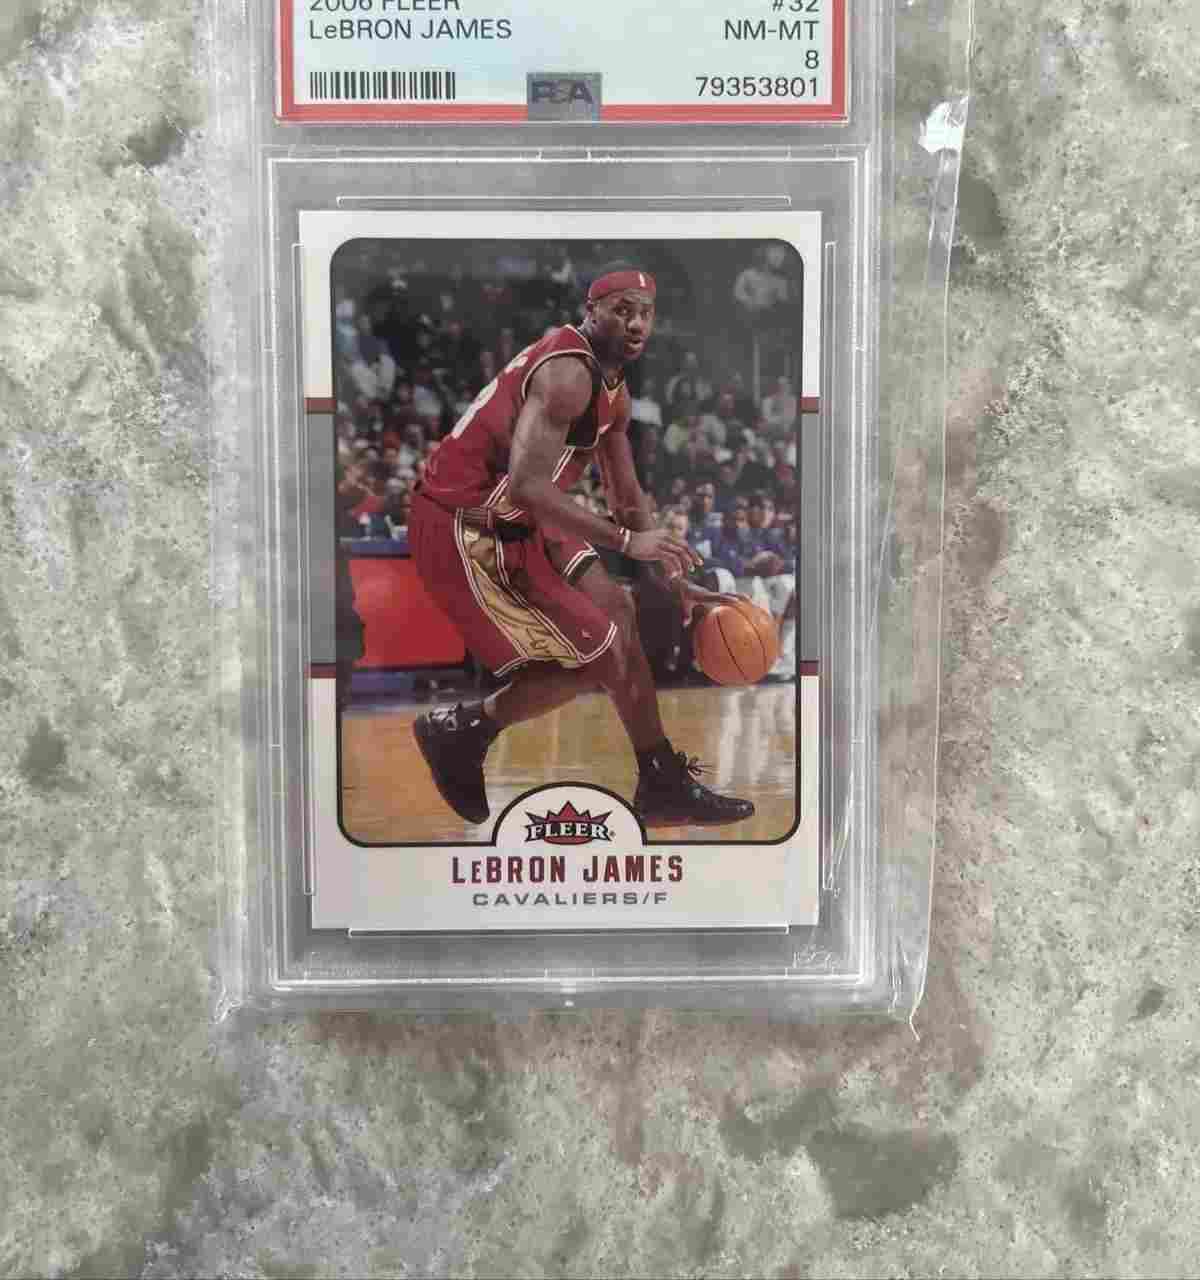 2006 FLEER #32
LeBRON JAMES NM-MT
8
PSA 79353801
FLEER®
LeBRON JAMES
CAVALIERS/F